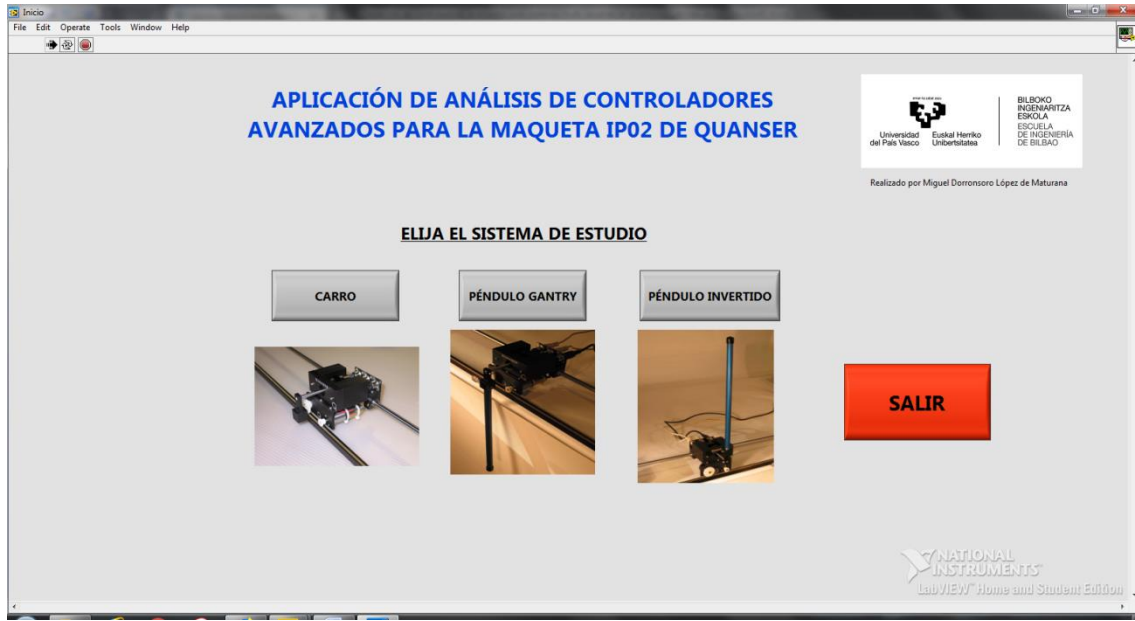 Inicio
File Edit Operate Tools Window Help
APLICACIÓN DE ANÁLISIS DE CONTROLADORES
AVANZADOS PARA LA MAQUETA IP02 DE QUANSER
Universidad
del País Vasco
Euskal Herriko
Unibertsitatea
BILBOKO
INGENIARITZA
ESKOLA
ESCUELA
DE INGENIERÍA
DE BILBAO
Realizado por Miguel Dorronsoro López de Maturana
ELIJA EL SISTEMA DE ESTUDIO
CARRO
PÉNDULO GANTRY
PÉNDULO INVERTIDO
SALIR
NATIONAL
INSTRUMENTS™
LabVIEW™ Home and Student Edition